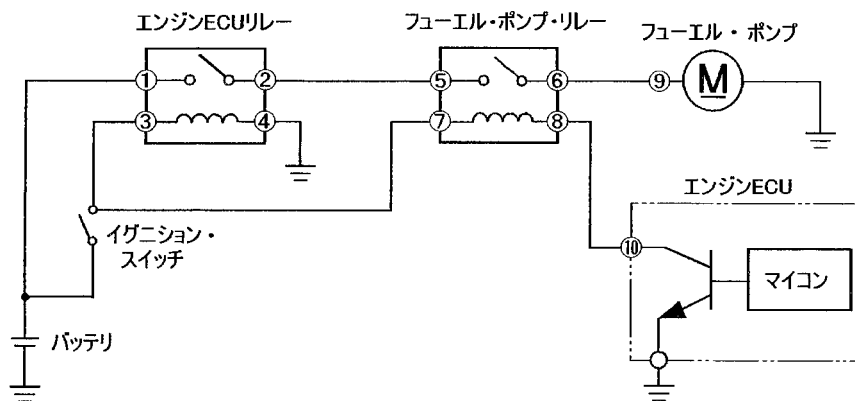 エンジンECUリレー
フューエル・ポンプ・リレー
フューエル・ポンプ
① ② ⑤ ⑥ ⑨ M
③ ④ ⑦ ⑧
エンジンECU
イグニション・
スイッチ
⑩
マイコン
バッテリ